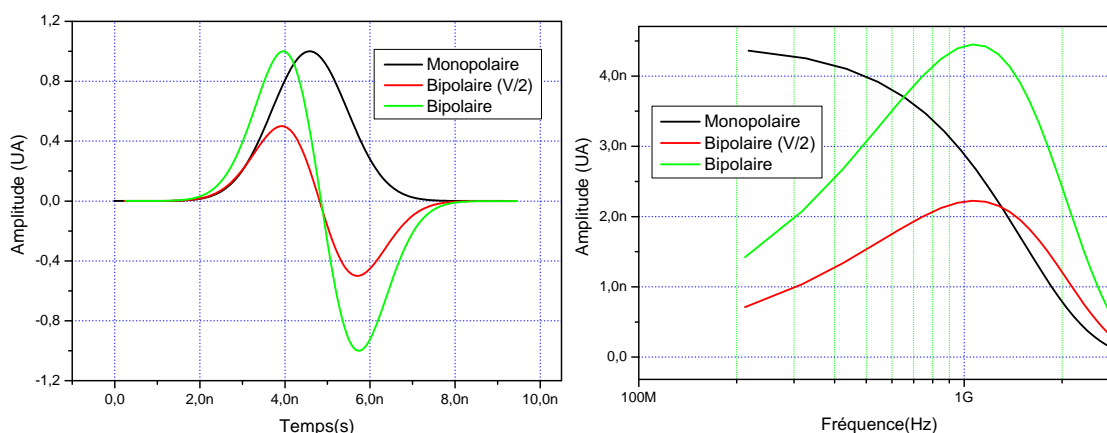 1,2
0,8
0,4
0,0
-0,4
-0,8
-1,2
Amplitude (UA)
0,0
2,0n
4,0n
6,0n
8,0n
10,0n
Temps(s)
Monopolaire
Bipolaire (V/2)
Bipolaire
4,0n
3,0n
2,0n
1,0n
0,0
Amplitude (UA)
100M
1G
Fréquence(Hz)
Monopolaire
Bipolaire (V/2)
Bipolaire